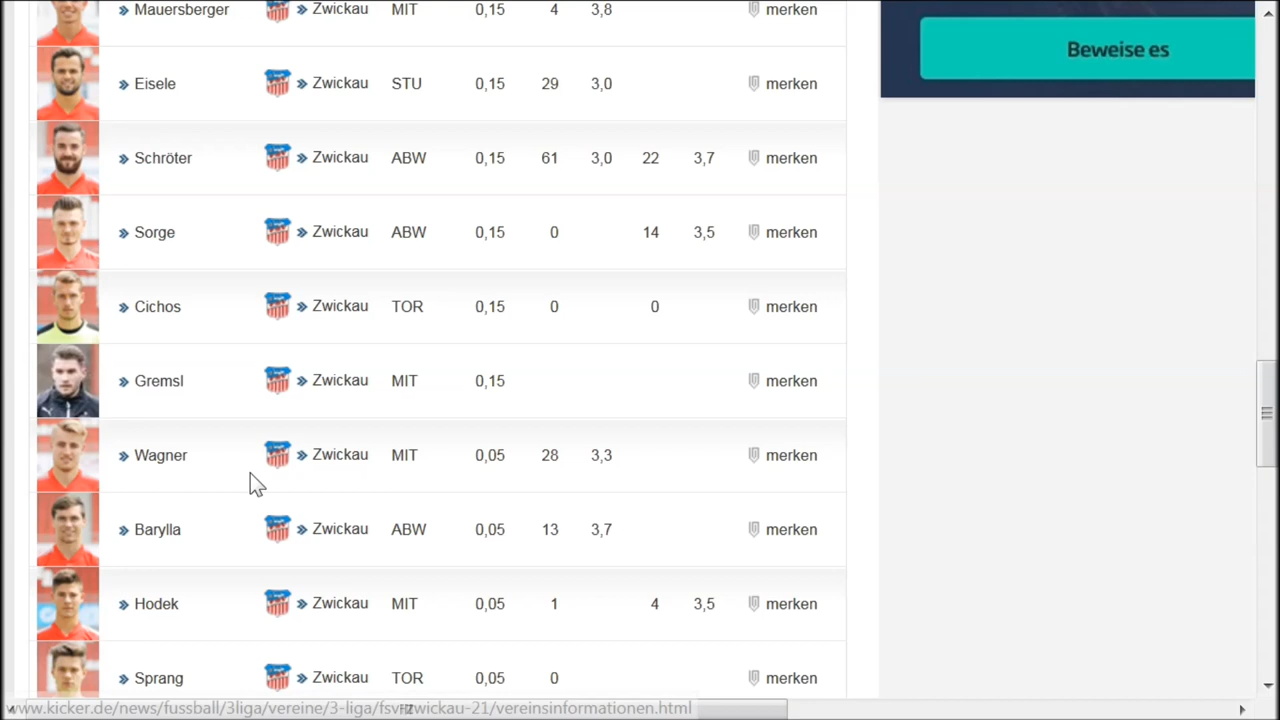 Mauersberger » Zwickau MIT 0,15 4 3,8 merken
Beweise es
» Eisele » Zwickau STU 0,15 29 3,0 merken
» Schröter » Zwickau ABW 0,15 61 3,0 22 3,7 merken
» Sorge » Zwickau ABW 0,15 0 14 3,5 merken
» Cichos » Zwickau TOR 0,15 0 0 merken
» Gremsl » Zwickau MIT 0,15 merken
» Wagner » Zwickau MIT 0,05 28 3,3 merken
» Barylla » Zwickau ABW 0,05 13 3,7 merken
» Hodek » Zwickau MIT 0,05 1 4 3,5 merken
» Sprang » Zwickau TOR 0,05 0 merken
www.kicker.de/news/fussball/3liga/vereine/3-liga/fsv-zwickau-21/vereinsinformationen.html